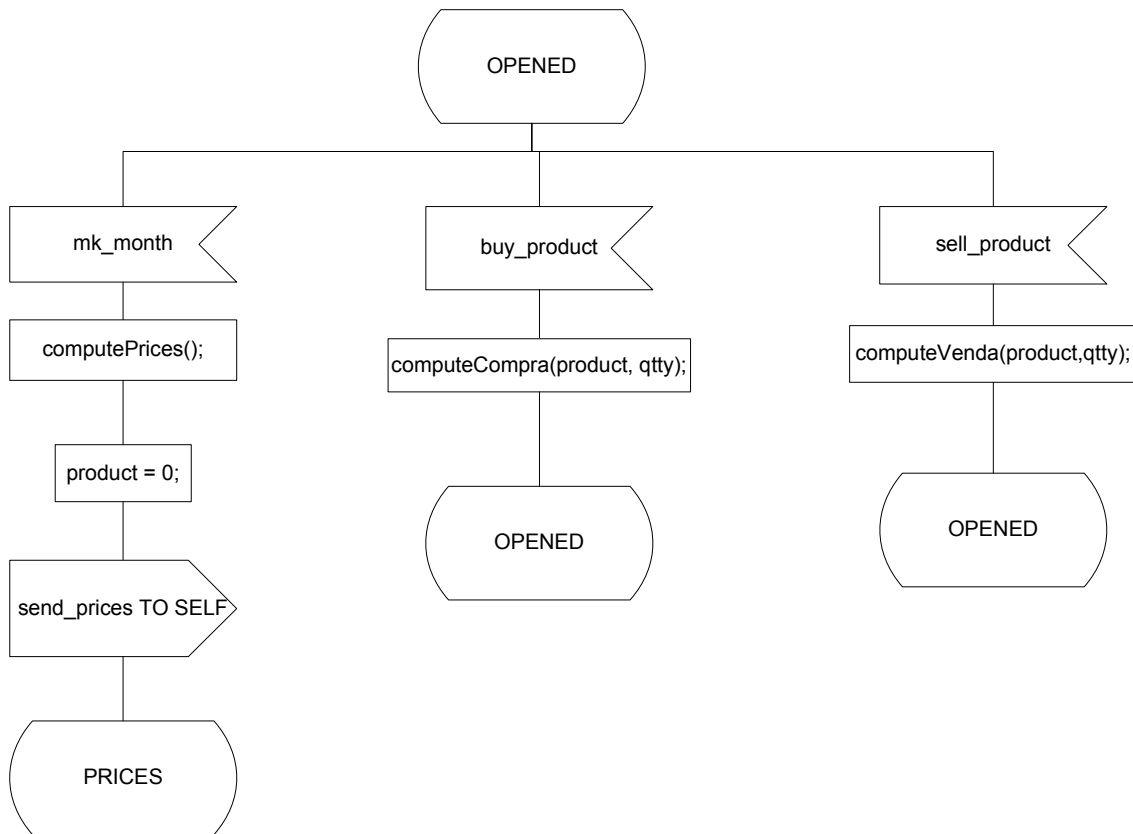 OPENED
mk_month
buy_product
sell_product
computePrices();
computeCompra(product, qtty);
computeVenda(product,qtty);
product = 0;
OPENED
OPENED
send_prices TO SELF
PRICES